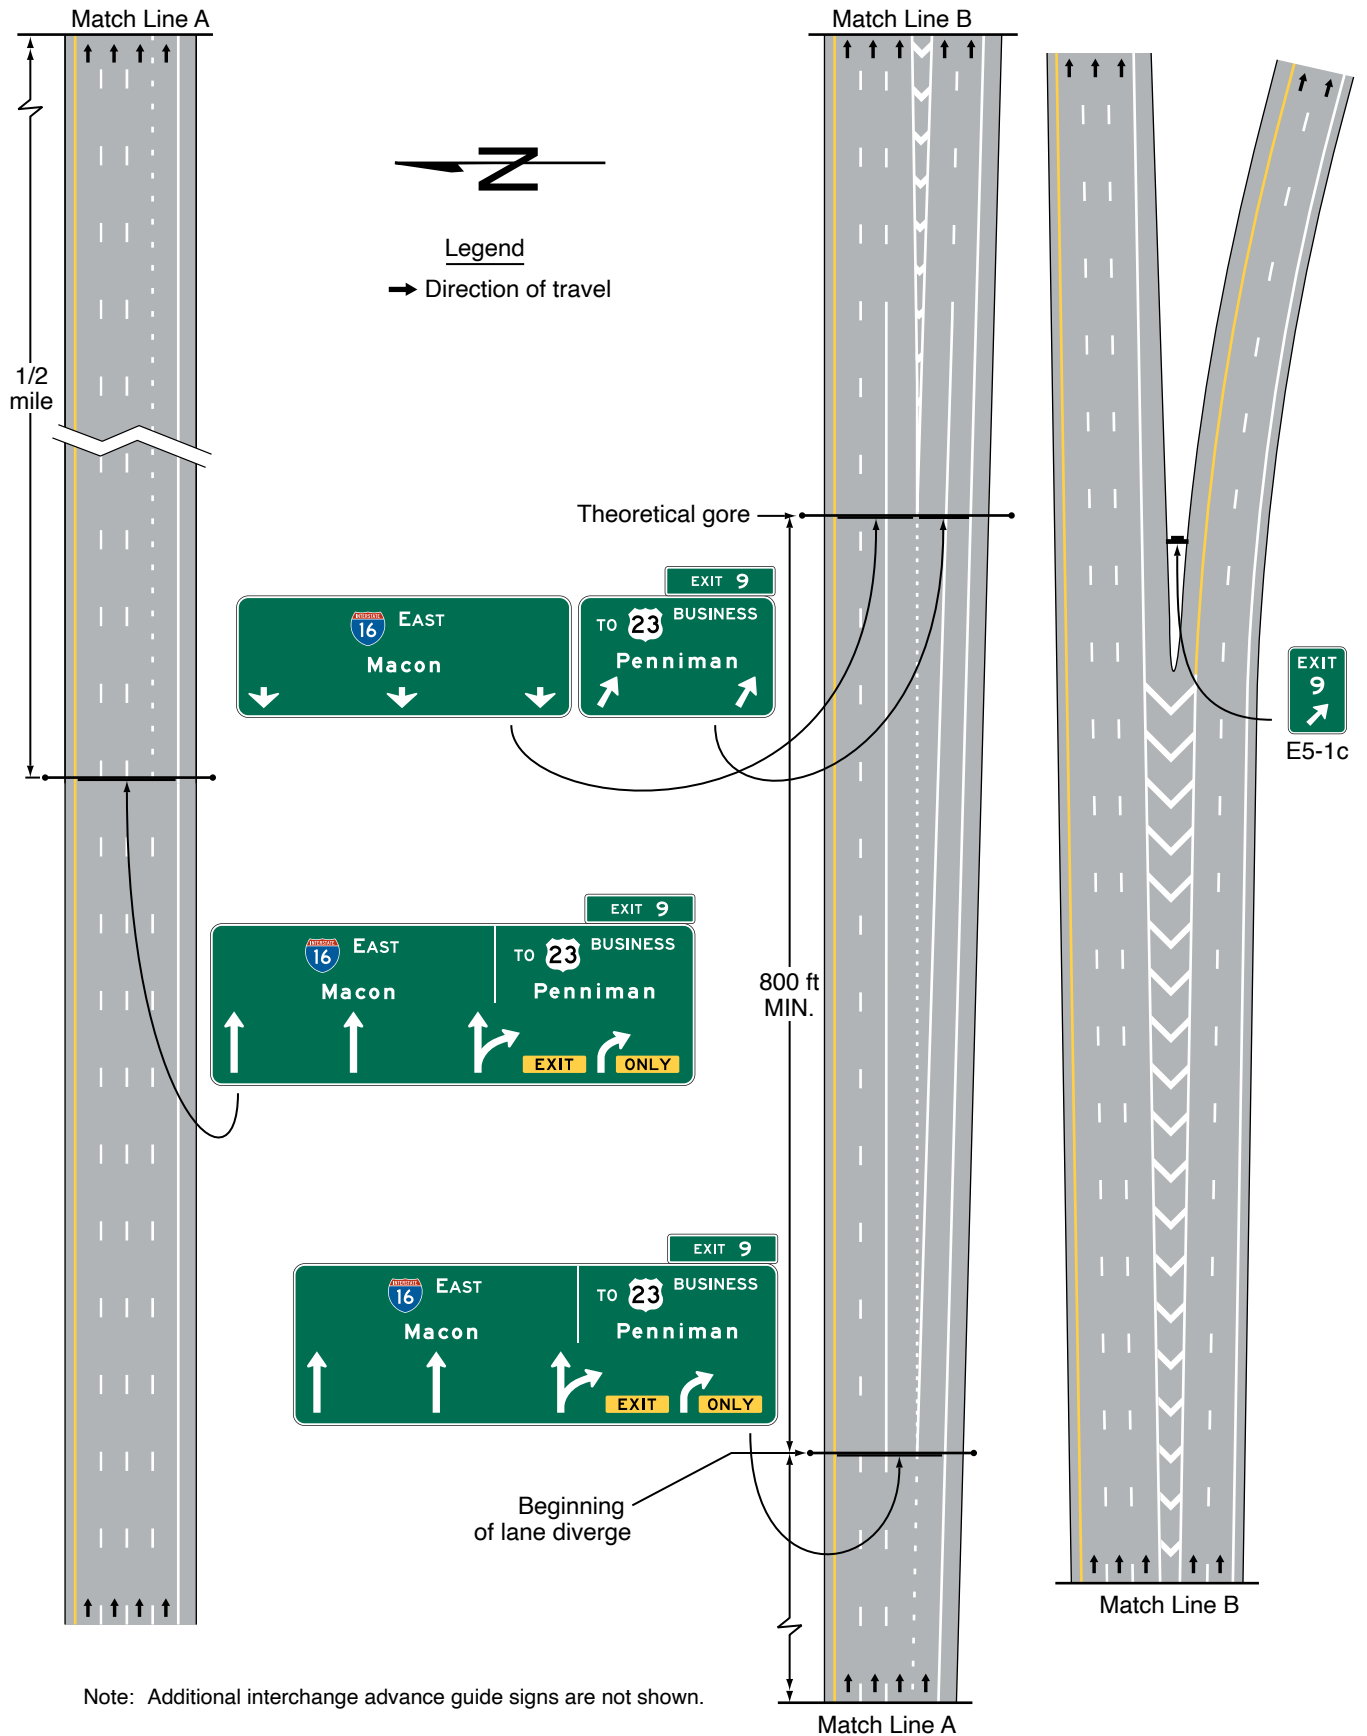 Match Line A
Match Line B
N
Legend
Direction of travel
1/2
mile
Theoretical gore
EXIT 9
INTERSTATE
16
EAST
Macon
TO 23 BUSINESS
Penniman
EXIT
9
E5-1c
EXIT 9
INTERSTATE
16
EAST
Macon
TO 23 BUSINESS
Penniman
EXIT ONLY
800 ft
MIN.
EXIT 9
INTERSTATE
16
EAST
Macon
TO 23 BUSINESS
Penniman
EXIT ONLY
Beginning
of lane diverge
Match Line B
Note: Additional interchange advance guide signs are not shown.
Match Line A